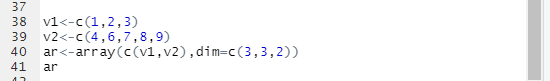 37
38 v1<-c(1,2,3)
39 v2<-c(4,6,7,8,9)
40 ar<-array(c(v1,v2),dim=c(3,3,2))
41 ar